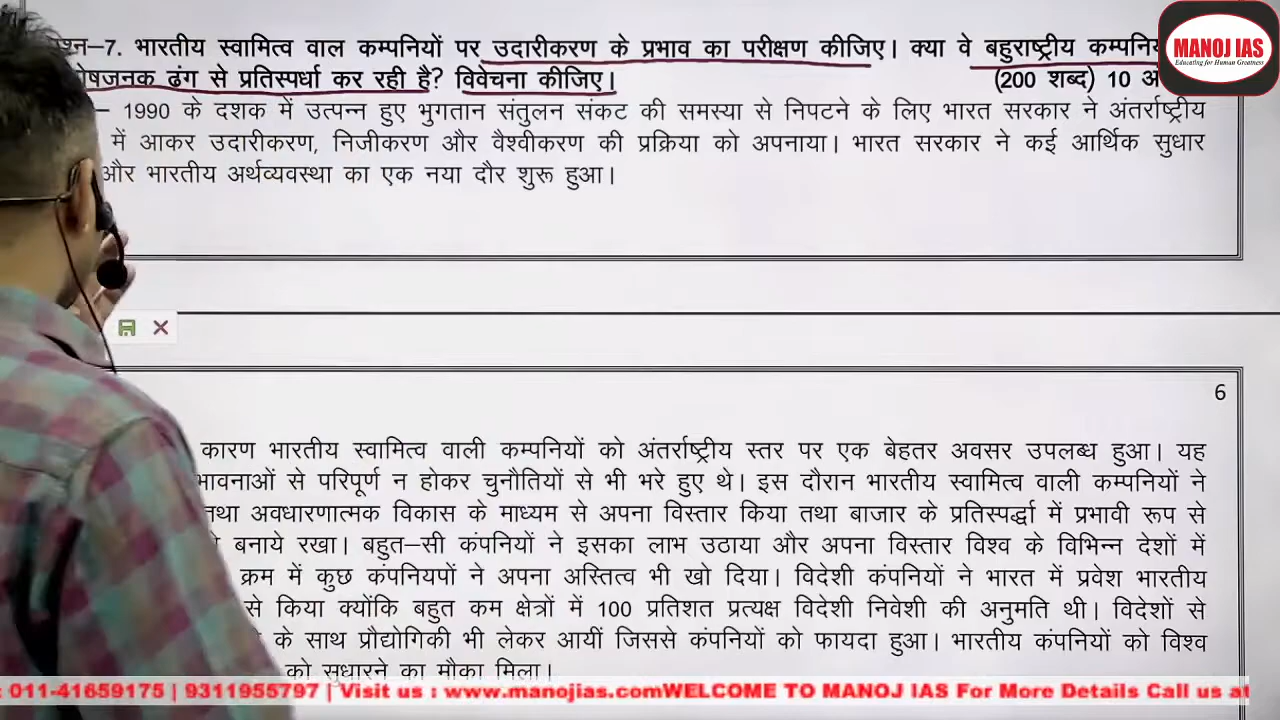 श्न–7. भारतीय स्वामित्व वाल कम्पनियों पर उदारीकरण के प्रभाव का परीक्षण कीजिए। क्या वे बहुराष्ट्रीय
ढंग से प्रतिस्पर्धा कर रही है? विवेचना कीजिए। (200 शब्द) 10
– 1990 के दशक में उत्पन्न हुए भुगतान संतुलन संकट की समस्या से निपटने के लिए भारत सरकार ने अंतर्राष्ट्रीय
में आकर उदारीकरण, निजीकरण और वैश्वीकरण की प्रक्रिया को अपनाया। भारत सरकार ने कई आर्थिक सुधार
और भारतीय अर्थव्यवस्था का एक नया दौर शुरू हुआ।
MANOJ IAS
Educating for Human Greatness
6
कारण भारतीय स्वामित्व वाली कम्पनियों को अंतर्राष्ट्रीय स्तर पर एक बेहतर अवसर उपलब्ध हुआ। यह
से परिपूर्ण न होकर चुनौतियों से भी भरे हुए थे। इस दौरान भारतीय स्वामित्व वाली कम्पनियों ने
तथा अवधारणात्मक विकास के माध्यम से अपना विस्तार किया तथा बाजार के प्रतिस्पर्द्धा में प्रभावी रूप से
बनाये रखा। बहुत–सी कंपनियों ने इसका लाभ उठाया और अपना विस्तार विश्व के विभिन्न देशों में
क्रम में कुछ कंपनियपों ने अपना अस्तित्व भी खो दिया। विदेशी कंपनियों ने भारत में प्रवेश भारतीय
से किया क्योंकि बहुत कम क्षेत्रों में 100 प्रतिशत प्रत्यक्ष विदेशी निवेशी की अनुमति थी। विदेशों से
के साथ प्रौद्योगिकी भी लेकर आयीं जिससे कंपनियों को फायदा हुआ। भारतीय कंपनियों को विश्व
को सुधारने का मौका मिला।
: 011-41659175 | 9311955797 | Visit us : www.manojias.comWELCOME TO MANOJ IAS For More Details Call us at